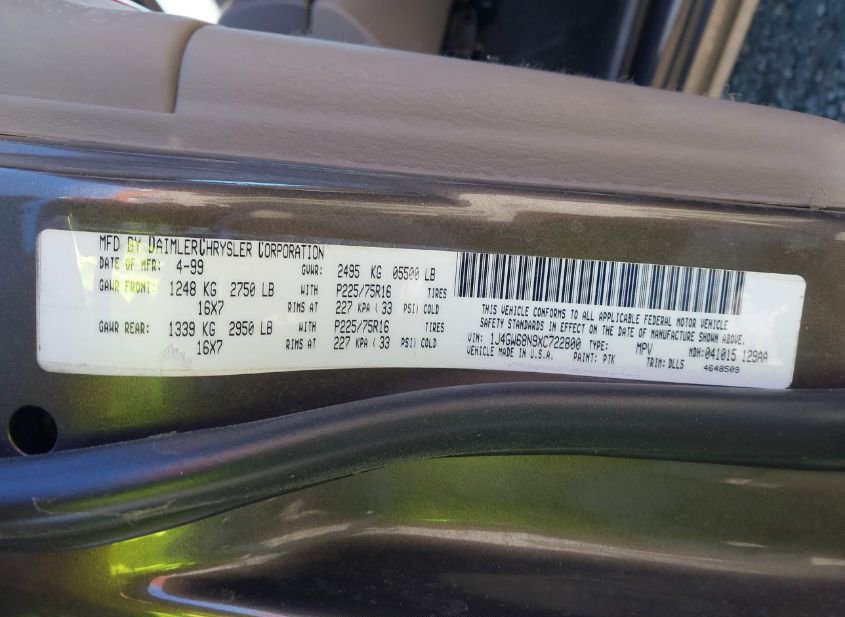 MFD BY DAIMLERCHRYSLER CORPORATION
DATE OF MFR: 4-99 GVWR: 2495 KG 05500 LB
GAWR FRONT: 1248 KG 2750 LB WITH P225/75R16 TIRES
16X7 RIMS AT 227 KPA ( 33 PSI) COLD
GAWR REAR: 1339 KG 2950 LB WITH P225/75R16 TIRES
16X7 RIMS AT 227 KPA ( 33 PSI) COLD
THIS VEHICLE CONFORMS TO ALL APPLICABLE FEDERAL MOTOR VEHICLE
SAFETY STANDARDS IN EFFECT ON THE DATE OF MANUFACTURE SHOWN ABOVE.
VIN: 1J4GW68N9XC722800 TYPE: MPV MDH: 041015 129AA
VEHICLE MADE IN U.S.A. PAINT: PTK TRIM: DLLS 4648509